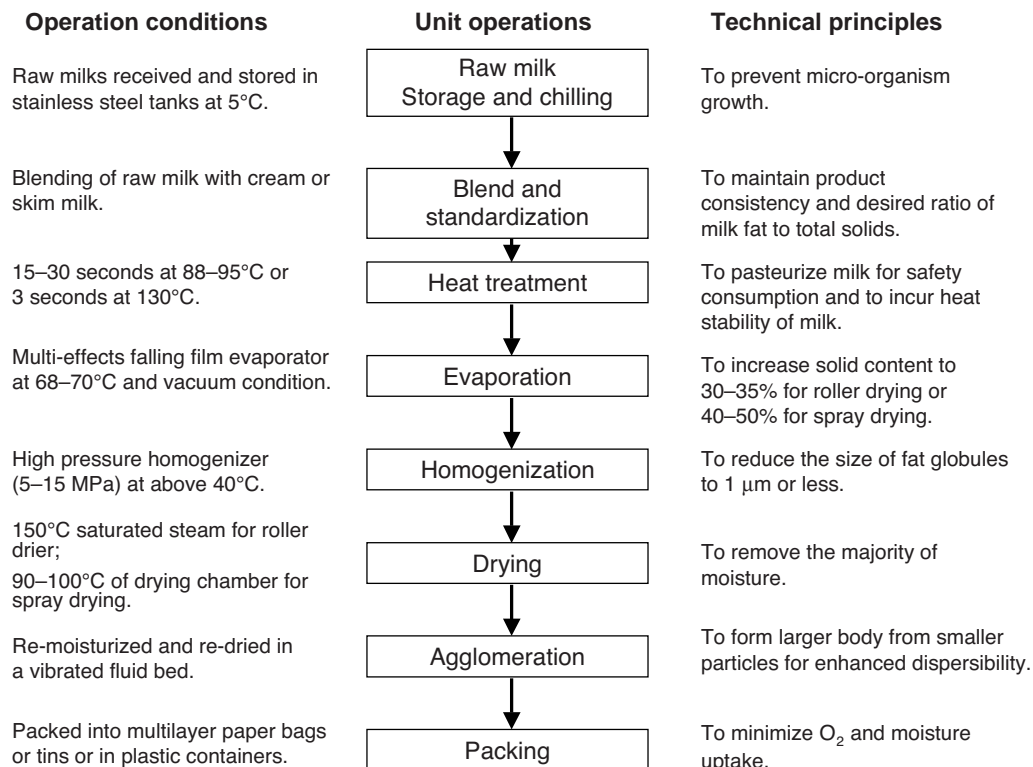 Operation conditions
Unit operations
Technical principles
Raw milks received and stored in
stainless steel tanks at 5°C.
Raw milk
Storage and chilling
To prevent micro-organism
growth.
Blending of raw milk with cream or
skim milk.
Blend and
standardization
To maintain product
consistency and desired ratio of
milk fat to total solids.
15–30 seconds at 88–95°C or
3 seconds at 130°C.
Heat treatment
To pasteurize milk for safety
consumption and to incur heat
stability of milk.
Multi-effects falling film evaporator
at 68–70°C and vacuum condition.
Evaporation
To increase solid content to
30–35% for roller drying or
40–50% for spray drying.
High pressure homogenizer
(5–15 MPa) at above 40°C.
Homogenization
To reduce the size of fat globules
to 1 μm or less.
150°C saturated steam for roller
drier;
90–100°C of drying chamber for
spray drying.
Drying
To remove the majority of
moisture.
Re-moisturized and re-dried in
a vibrated fluid bed.
Agglomeration
To form larger body from smaller
particles for enhanced dispersibility.
Packed into multilayer paper bags
or tins or in plastic containers.
Packing
To minimize O₂ and moisture
uptake.